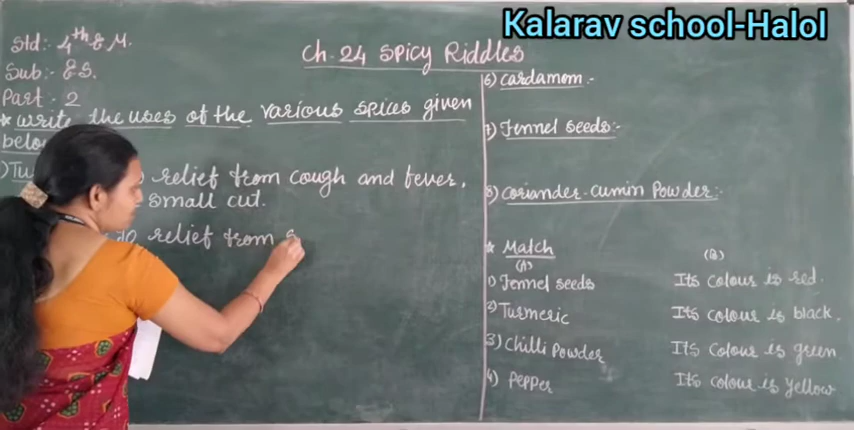 Kalarav school-Halol
Std:- 4th E M.
Sub:- ES.
Part:- 2
Ch. 24 Spicy Riddles
* Write the uses of the various spices given
relief from cough and fever.
small cut.
relief from
6) Cardamom:-
7) Fennel seeds:-
8) Coriander-cumin Powder:-
* Match
(A) (B)
1) Fennel seeds Its colour is red.
2) Turmeric Its colour is black.
3) Chilli Powder Its colour is green
4) Pepper Its colour is yellow